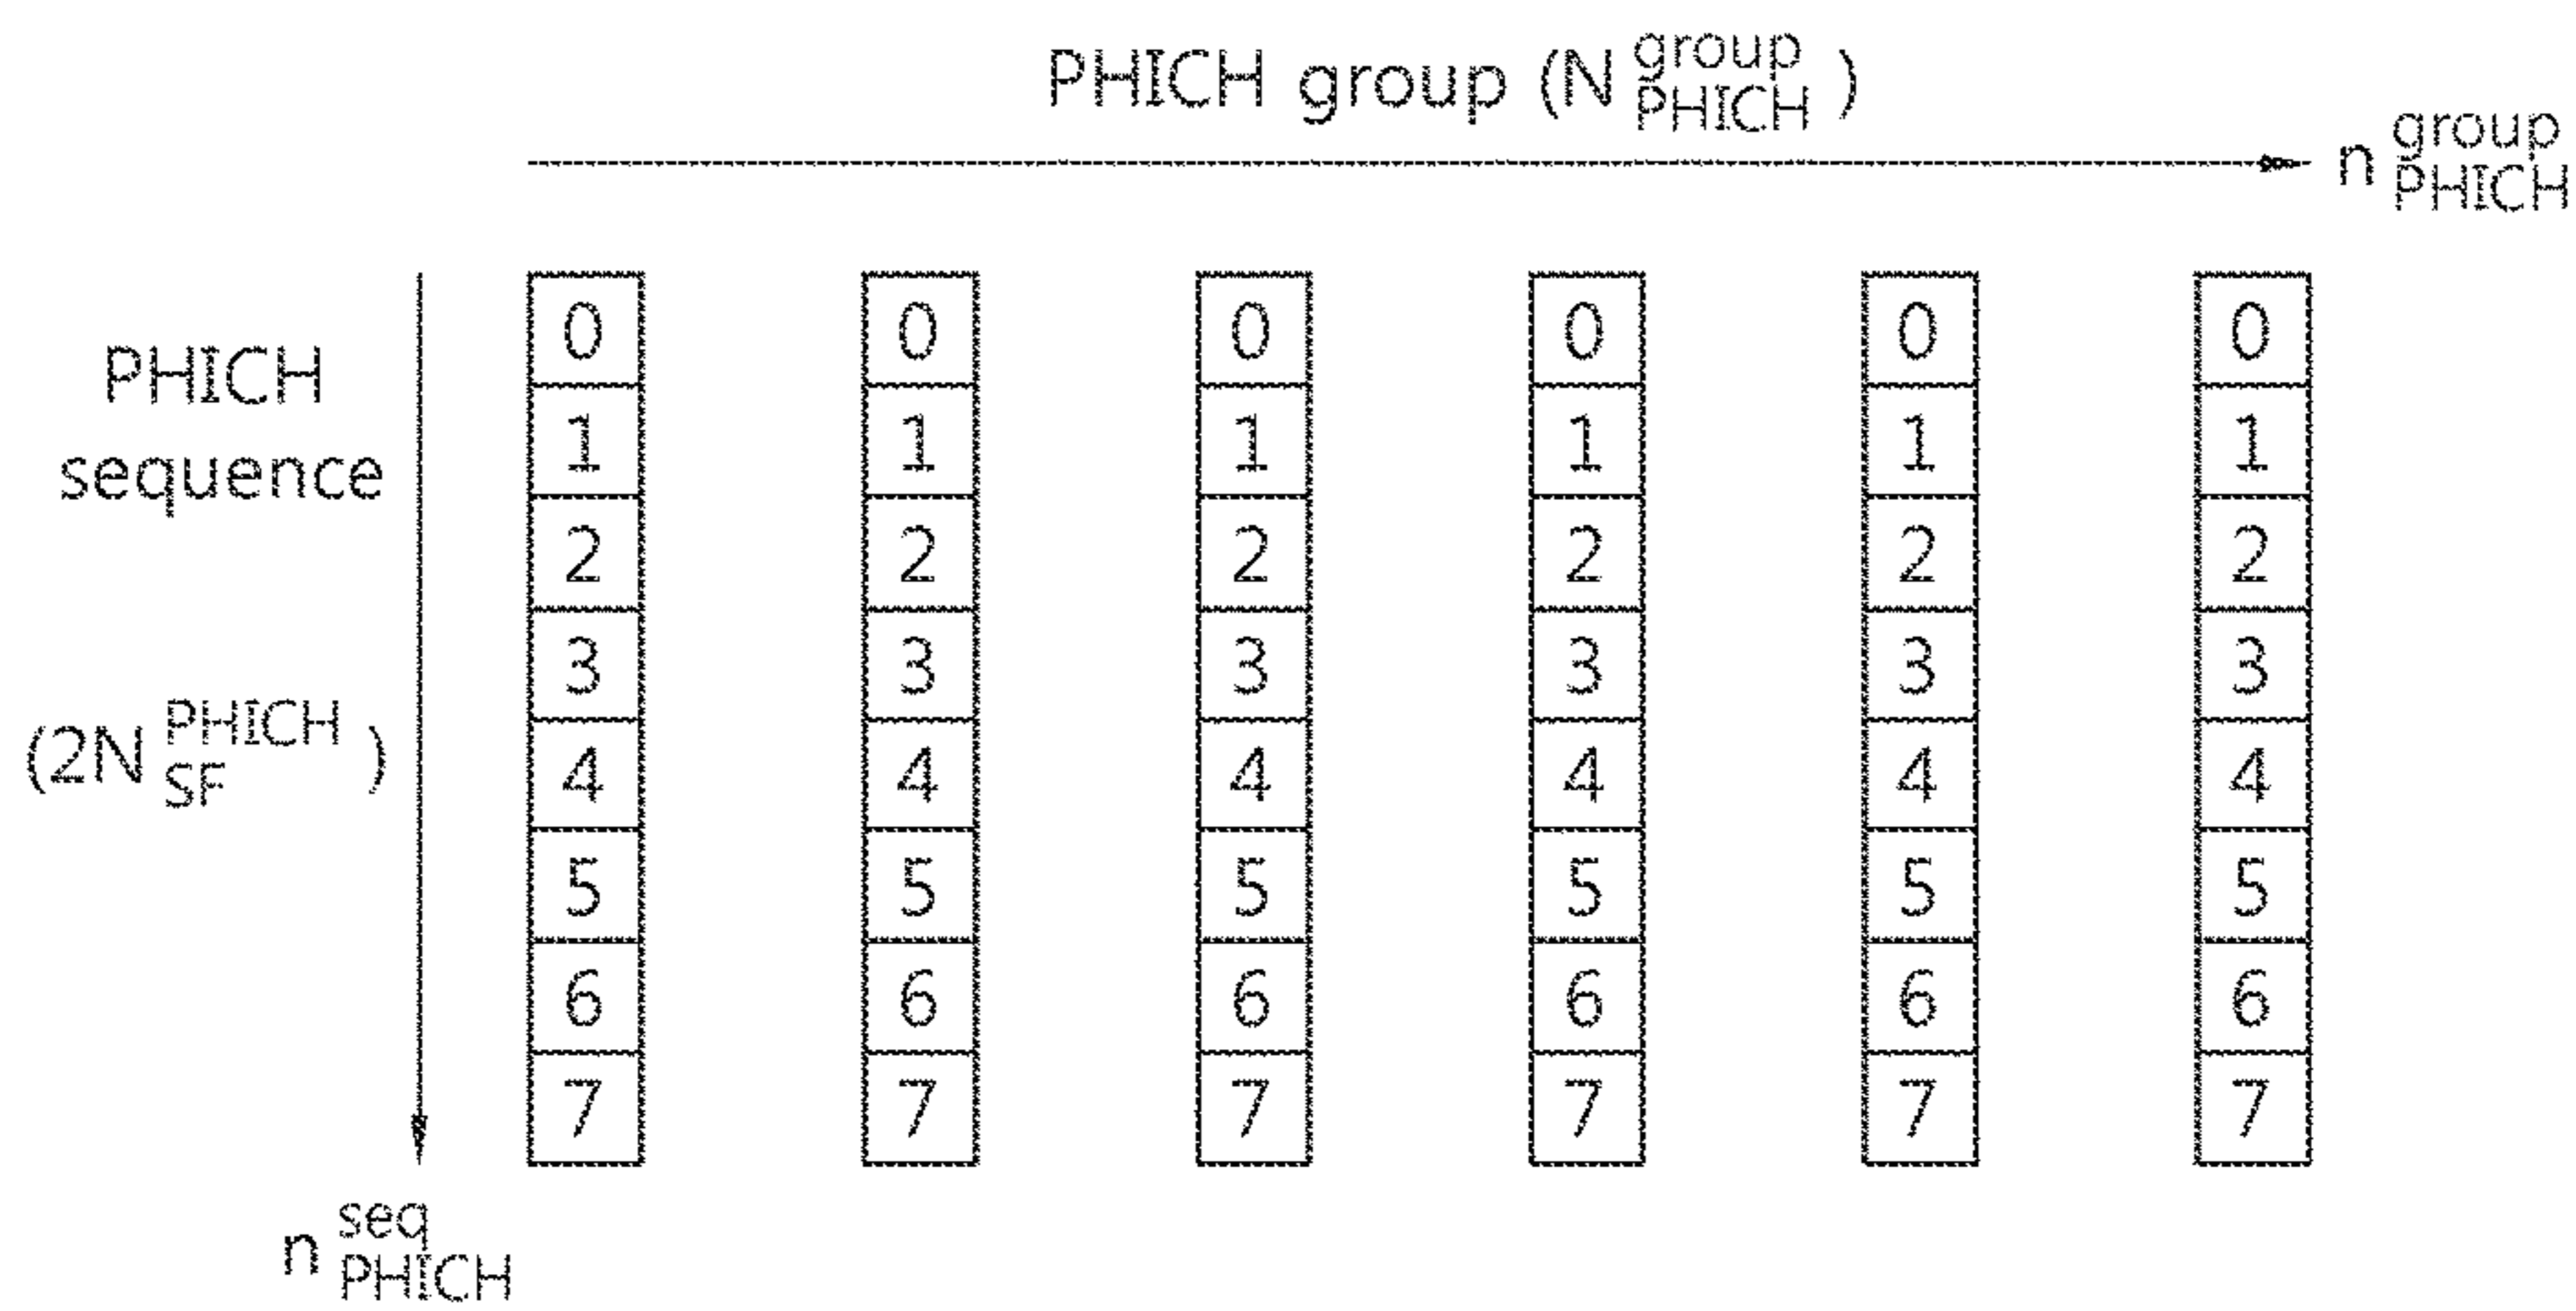 PHICH group (N group PHICH )
n group PHICH
PHICH
sequence
(2N PHICH SF )
0 0 0 0 0 0
1 1 1 1 1 1
2 2 2 2 2 2
3 3 3 3 3 3
4 4 4 4 4 4
5 5 5 5 5 5
6 6 6 6 6 6
7 7 7 7 7 7
n seq PHICH